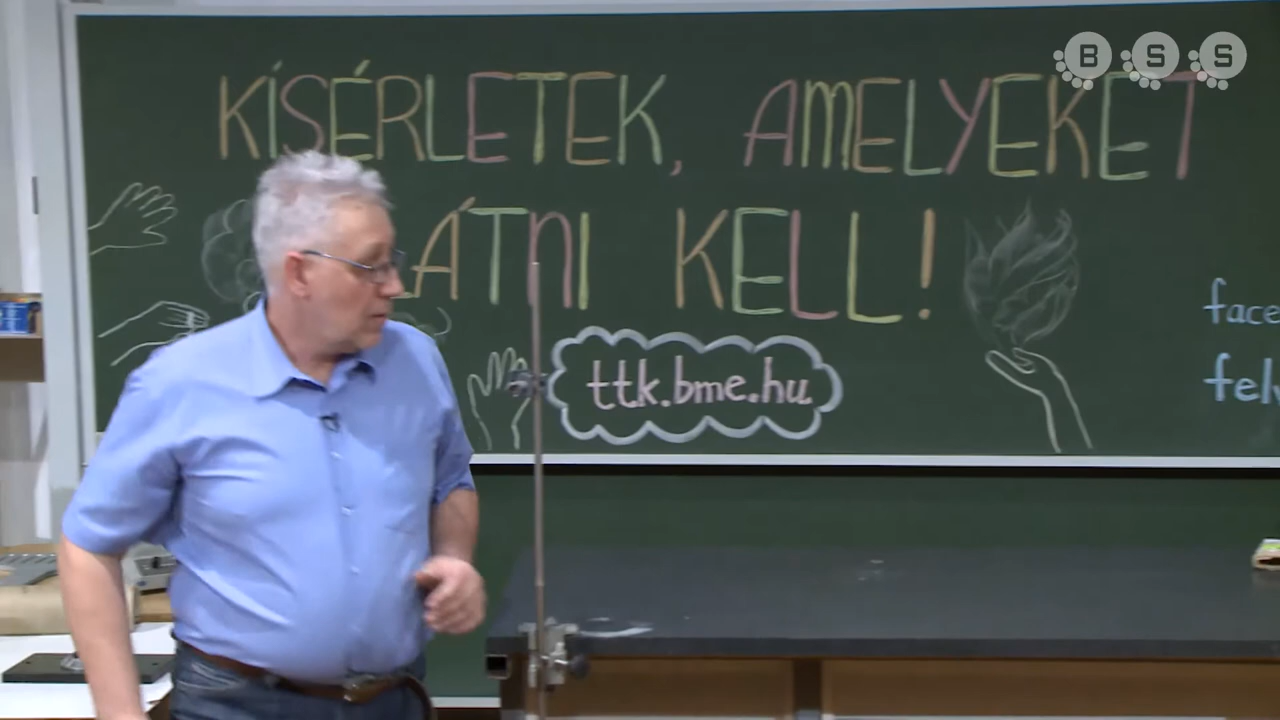 BSS
KÍSÉRLETEK, AMELYEKET
ÁTNI KELL!
ttk.bme.hu
face
felv